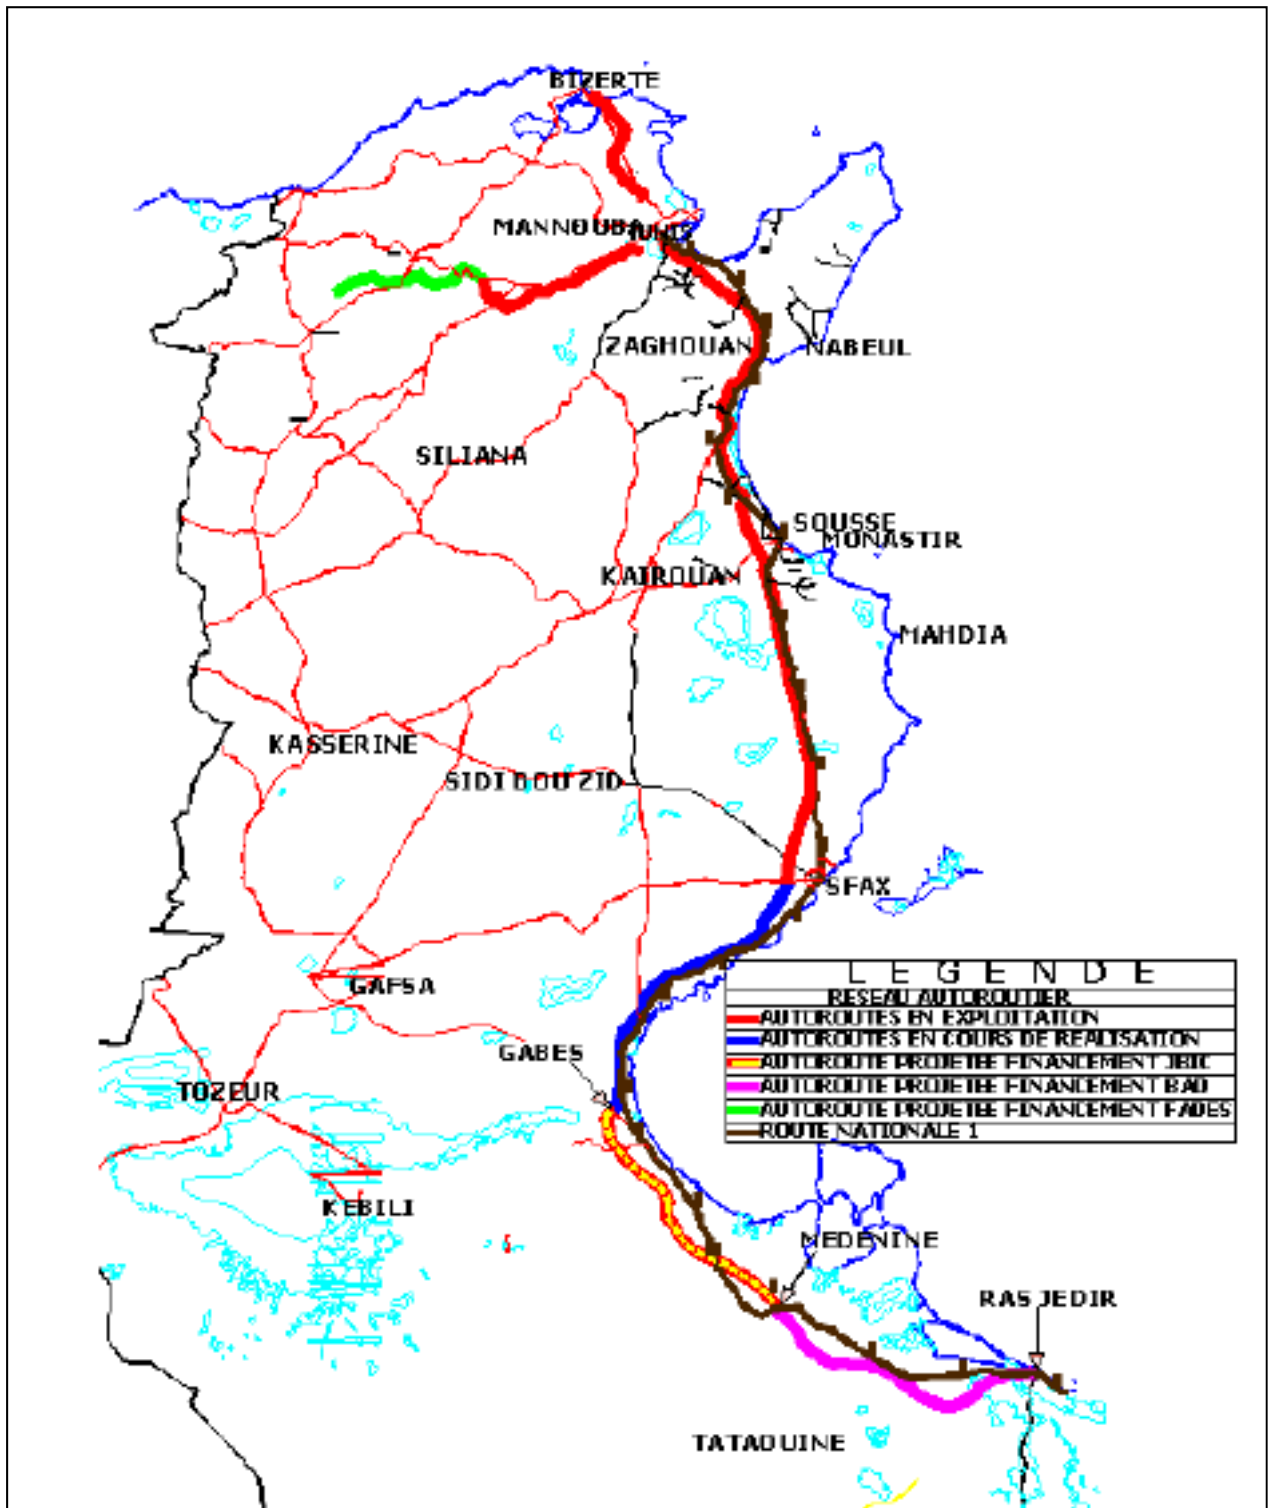 BIZERTE
MANNOUBA
TUNIS
ZAGHOUAN
NABEUL
SILIANA
SOUSSE
MONASTIR
KAIROUAN
MAHDIA
KASSERINE
SIDI BOU ZID
SFAX
GAFSA
GABES
TOZEUR
KEBILI
MEDENINE
RAS JEDIR
TATAOUINE
LEGENDE
RESEAU AUTOROUTIER
AUTOROUTES EN EXPLOITATION
AUTOROUTES EN COURS DE REALISATION
AUTOROUTE PROJETEE FINANCEMENT JBIC
AUTOROUTE PROJETEE FINANCEMENT BAD
AUTOROUTE PROJETEE FINANCEMENT FADES
ROUTE NATIONALE 1